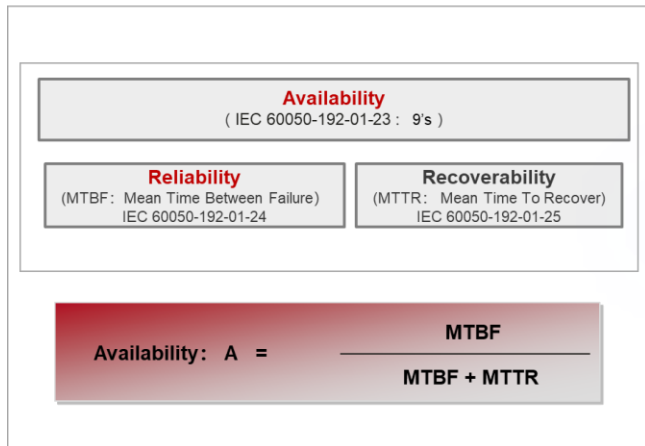 Availability
( IEC 60050-192-01-23： 9's )
Reliability
(MTBF：Mean Time Between Failure)
IEC 60050-192-01-24
Recoverability
(MTTR： Mean Time To Recover)
IEC 60050-192-01-25
Availability： A =
MTBF
MTBF + MTTR